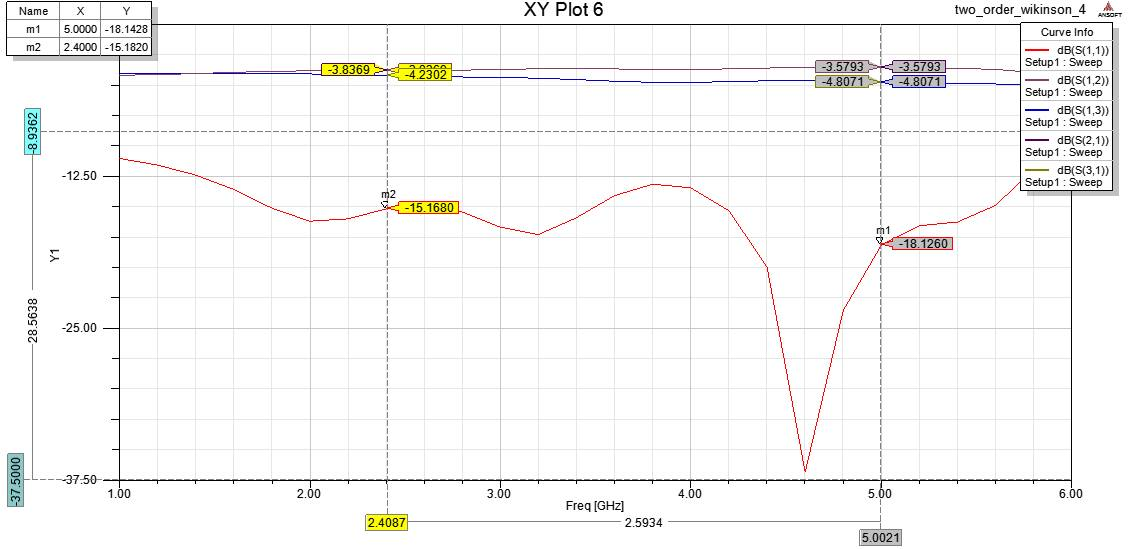 XY Plot 6
two_order_wikinson_4
ANSOFT
Name X Y
m1 5.0000 -18.1428
m2 2.4000 -15.1820
Curve Info
dB(S(1,1))
Setup1 : Sweep
dB(S(1,2))
Setup1 : Sweep
dB(S(1,3))
Setup1 : Sweep
dB(S(2,1))
Setup1 : Sweep
dB(S(3,1))
Setup1 : Sweep
-3.8369
-4.2302
-3.5793 -3.5793
-4.8071 -4.8071
-8.9362
-12.50
m2
-15.1680
m1
-18.1260
Y1
-25.00
28.5638
-37.5000
-37.50
1.00 2.00 3.00 4.00 5.00 6.00
Freq [GHz]
2.4087
2.5934
5.0021